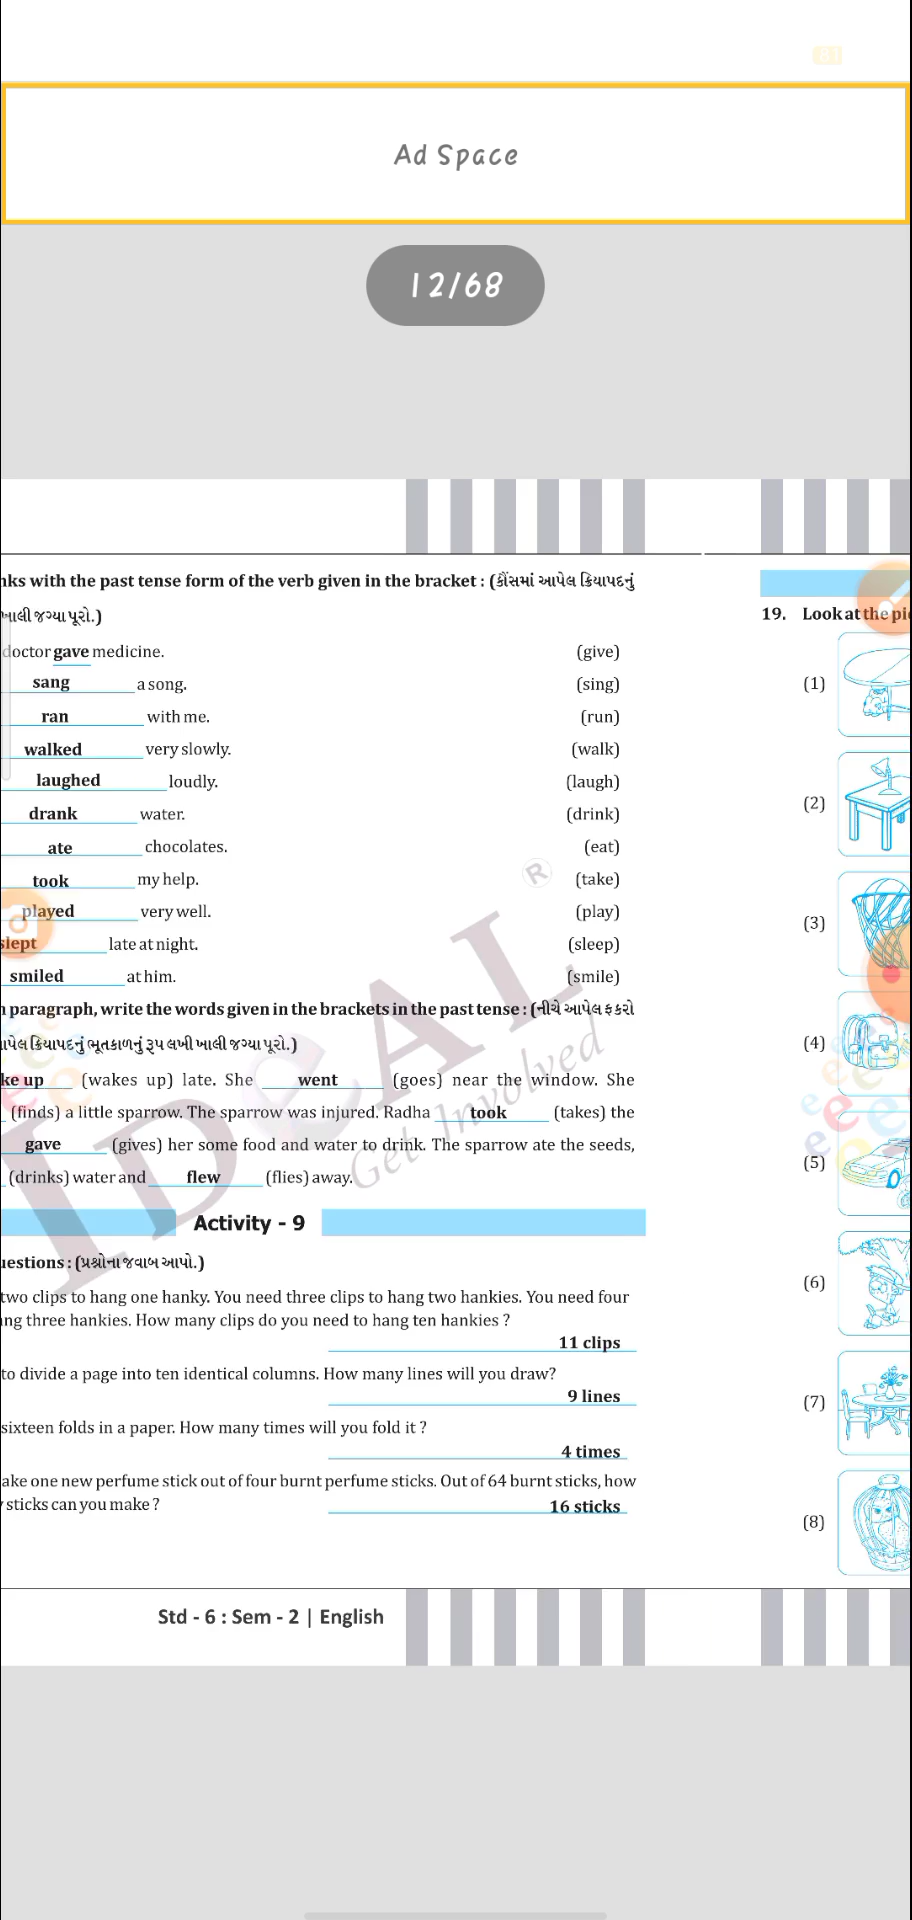 Ad Space
12/68
nks with the past tense form of the verb given in the bracket : (કૌંસમાં આપેલ ક્રિયાપદનું
ખાલી જગ્યા પૂરો.)
doctor gave medicine. (give)
sang a song. (sing)
ran with me. (run)
walked very slowly. (walk)
laughed loudly. (laugh)
drank water. (drink)
ate chocolates. (eat)
took my help. (take)
played very well. (play)
slept late at night. (sleep)
smiled at him. (smile)
paragraph, write the words given in the brackets in the past tense : (નીચે આપેલ ફકરો
આપેલ ક્રિયાપદનું ભૂતકાળનું રૂપ લખી ખાલી જગ્યા પૂરો.)
ke up (wakes up) late. She went (goes) near the window. She
(finds) a little sparrow. The sparrow was injured. Radha took (takes) the
gave (gives) her some food and water to drink. The sparrow ate the seeds,
(drinks) water and flew (flies) away.
Activity - 9
uestions : (પ્રશ્નોના જવાબ આપો.)
two clips to hang one hanky. You need three clips to hang two hankies. You need four
ng three hankies. How many clips do you need to hang ten hankies ?
11 clips
to divide a page into ten identical columns. How many lines will you draw?
9 lines
sixteen folds in a paper. How many times will you fold it ?
4 times
ake one new perfume stick out of four burnt perfume sticks. Out of 64 burnt sticks, how
sticks can you make ? 16 sticks
Std - 6 : Sem - 2 | English
19. Look at the pi
(1)
(2)
(3)
(4)
(5)
(6)
(7)
(8)
IDEAL
R
Get Involved